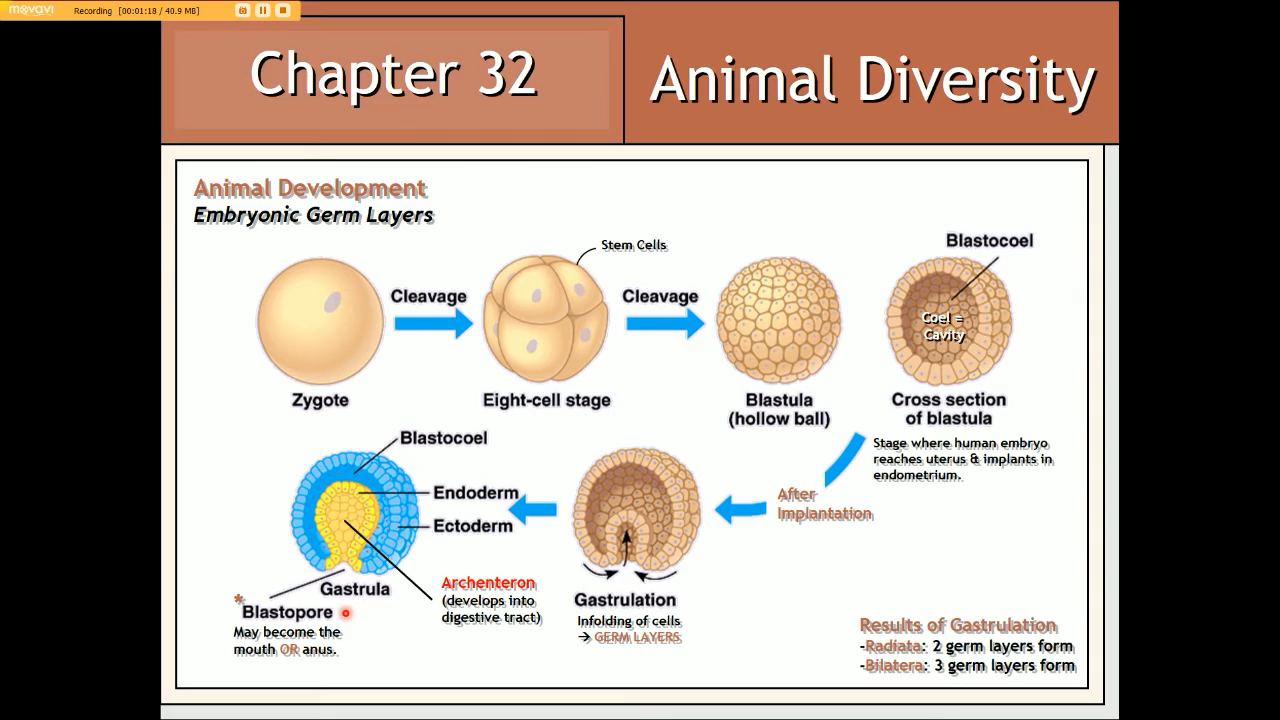 movavi
Recording [00:01:18 / 40.9 MB]
Chapter 32
Animal Diversity
Animal Development
Embryonic Germ Layers
Stem Cells
Blastocoel
Cleavage
Cleavage
Coel =
Cavity
Zygote
Eight-cell stage
Blastula
(hollow ball)
Cross section
of blastula
Stage where human embryo
reaches uterus & implants in
endometrium.
After
Implantation
Blastocoel
Endoderm
Ectoderm
Gastrula
Archenteron
(develops into
digestive tract)
*
Blastopore
May become the
mouth OR anus.
Gastrulation
Infolding of cells
→ GERM LAYERS
Results of Gastrulation
-Radiata: 2 germ layers form
-Bilatera: 3 germ layers form